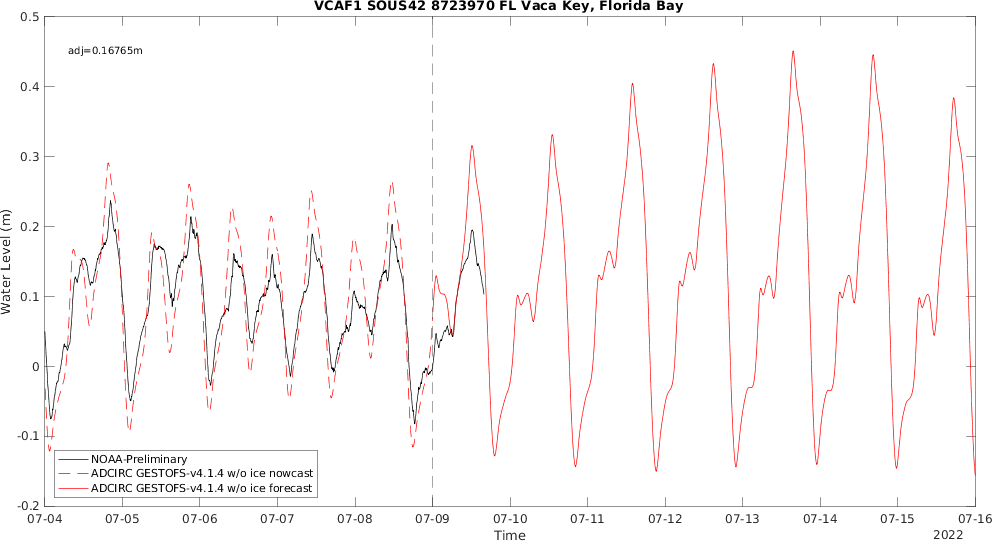 VCAF1 SOUS42 8723970 FL Vaca Key, Florida Bay
adj=0.16765m
0.5
0.4
0.3
0.2
0.1
0
-0.1
-0.2
Water Level (m)
NOAA-Preliminary
ADCIRC GESTOFS-v4.1.4 w/o ice nowcast
ADCIRC GESTOFS-v4.1.4 w/o ice forecast
07-04 07-05 07-06 07-07 07-08 07-09 07-10 07-11 07-12 07-13 07-14 07-15 07-16
Time
2022